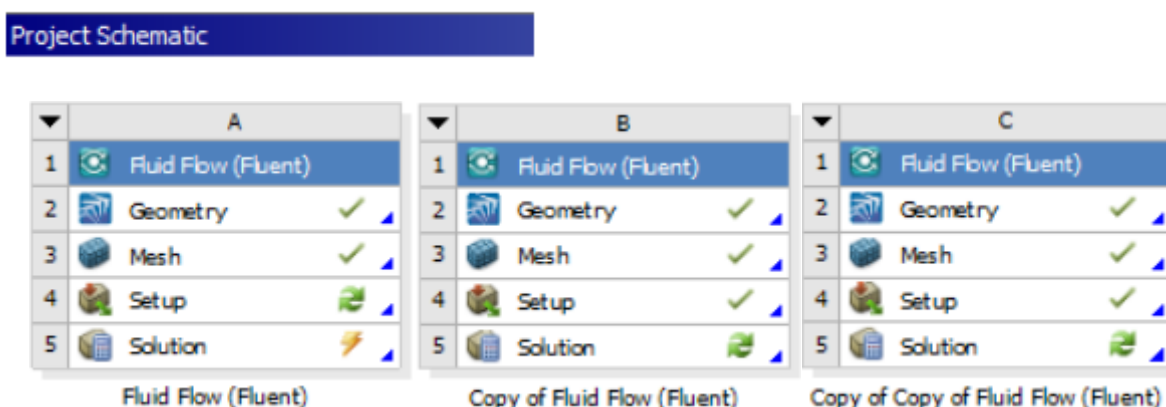 Project Schematic
A
1 Fluid Flow (Fluent)
2 Geometry
3 Mesh
4 Setup
5 Solution
Fluid Flow (Fluent)
B
1 Fluid Flow (Fluent)
2 Geometry
3 Mesh
4 Setup
5 Solution
Copy of Fluid Flow (Fluent)
C
1 Fluid Flow (Fluent)
2 Geometry
3 Mesh
4 Setup
5 Solution
Copy of Copy of Fluid Flow (Fluent)